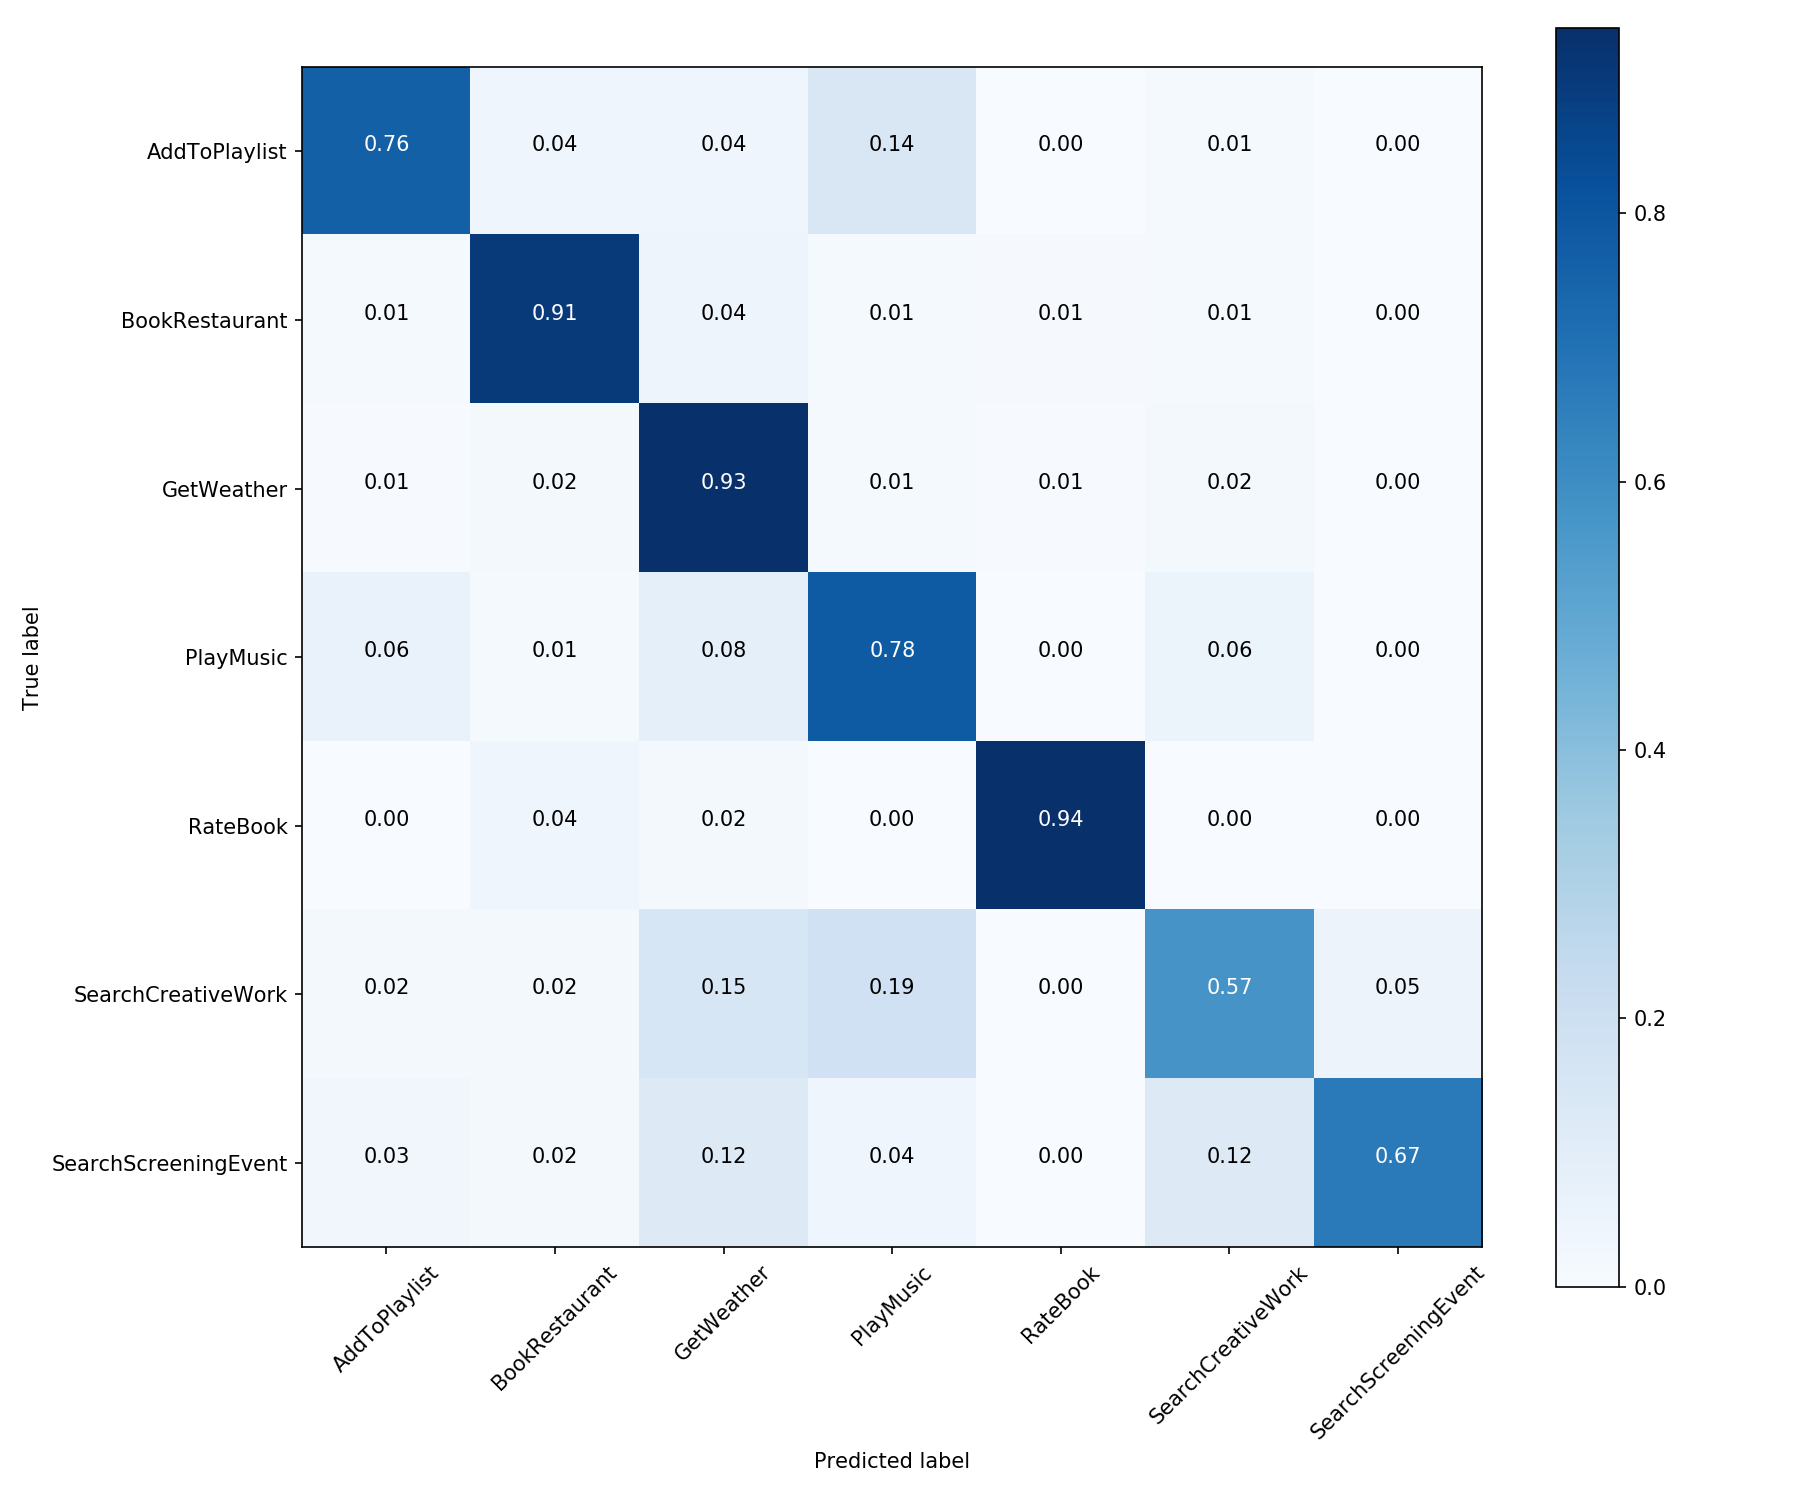 AddToPlaylist 0.76 0.04 0.04 0.14 0.00 0.01 0.00
BookRestaurant 0.01 0.91 0.04 0.01 0.01 0.01 0.00
GetWeather 0.01 0.02 0.93 0.01 0.01 0.02 0.00
PlayMusic 0.06 0.01 0.08 0.78 0.00 0.06 0.00
RateBook 0.00 0.04 0.02 0.00 0.94 0.00 0.00
SearchCreativeWork 0.02 0.02 0.15 0.19 0.00 0.57 0.05
SearchScreeningEvent 0.03 0.02 0.12 0.04 0.00 0.12 0.67
True label
AddToPlaylist
BookRestaurant
GetWeather
PlayMusic
RateBook
SearchCreativeWork
SearchScreeningEvent
Predicted label
0.8
0.6
0.4
0.2
0.0